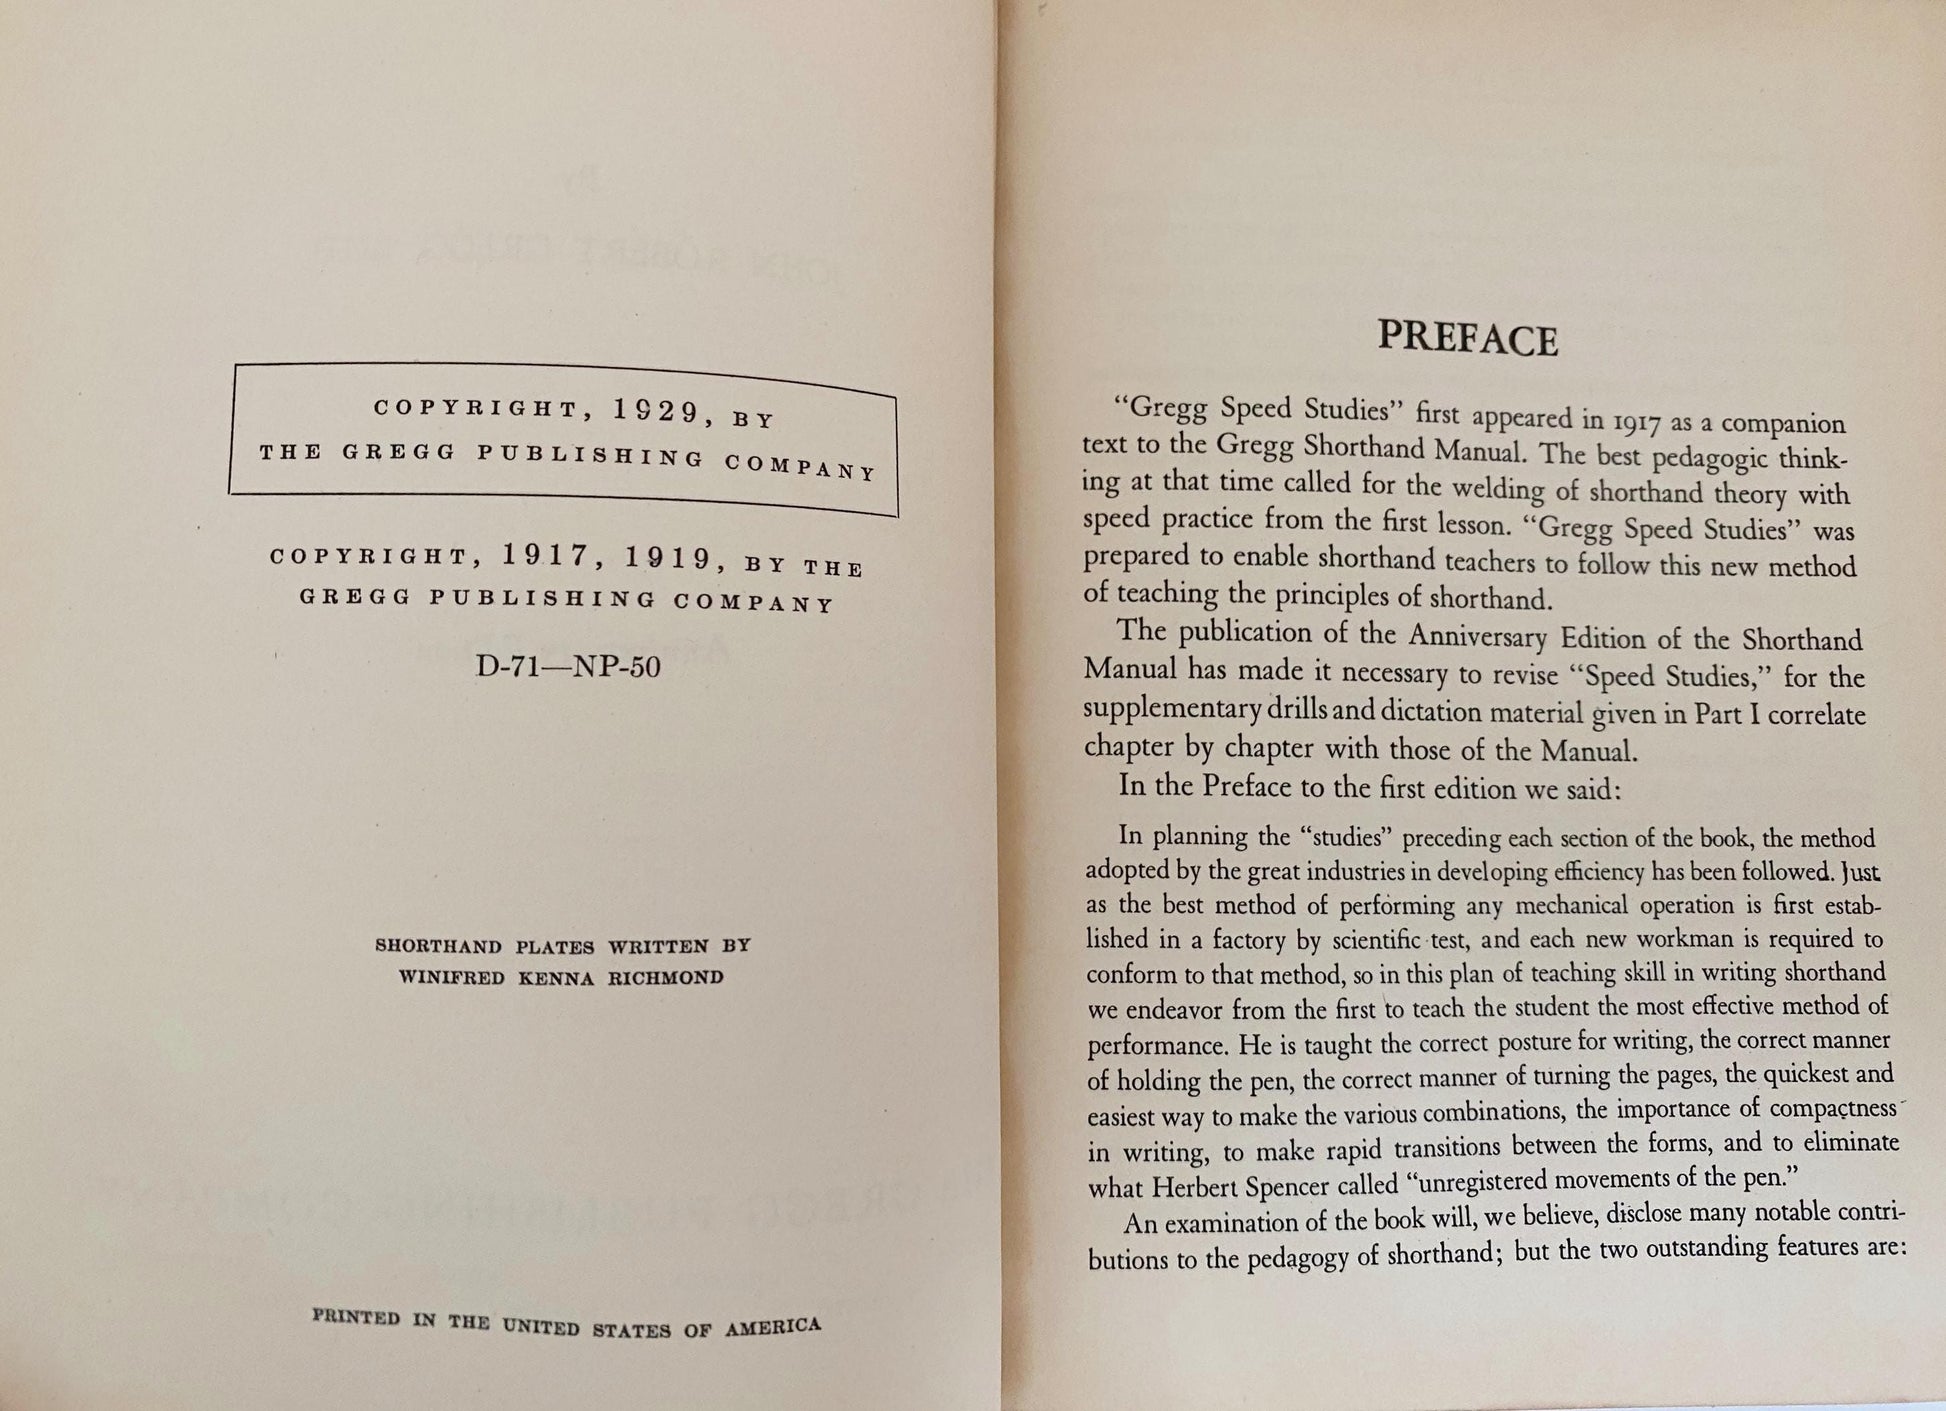 COPYRIGHT, 1929, BY
THE GREGG PUBLISHING COMPANY
COPYRIGHT, 1917, 1919, BY THE
GREGG PUBLISHING COMPANY
D-71—NP-50
SHORTHAND PLATES WRITTEN BY
WINIFRED KENNA RICHMOND
PRINTED IN THE UNITED STATES OF AMERICA
PREFACE
“Gregg Speed Studies” first appeared in 1917 as a companion
text to the Gregg Shorthand Manual. The best pedagogic think-
ing at that time called for the welding of shorthand theory with
speed practice from the first lesson. “Gregg Speed Studies” was
prepared to enable shorthand teachers to follow this new method
of teaching the principles of shorthand.
The publication of the Anniversary Edition of the Shorthand
Manual has made it necessary to revise “Speed Studies,” for the
supplementary drills and dictation material given in Part I correlate
chapter by chapter with those of the Manual.
In the Preface to the first edition we said:
In planning the “studies” preceding each section of the book, the method
adopted by the great industries in developing efficiency has been followed. Just
as the best method of performing any mechanical operation is first estab-
lished in a factory by scientific test, and each new workman is required to
conform to that method, so in this plan of teaching skill in writing shorthand
we endeavor from the first to teach the student the most effective method of
performance. He is taught the correct posture for writing, the correct manner
of holding the pen, the correct manner of turning the pages, the quickest and
easiest way to make the various combinations, the importance of compactness
in writing, to make rapid transitions between the forms, and to eliminate
what Herbert Spencer called “unregistered movements of the pen.”
An examination of the book will, we believe, disclose many notable contri-
butions to the pedagogy of shorthand; but the two outstanding features are: